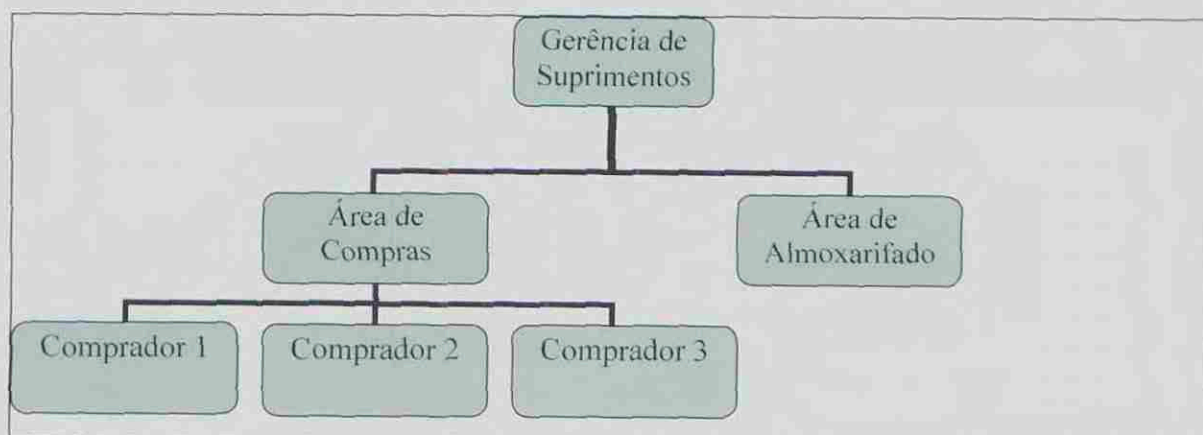 Gerência de
Suprimentos
Área de
Compras
Área de
Almoxarifado
Comprador 1
Comprador 2
Comprador 3